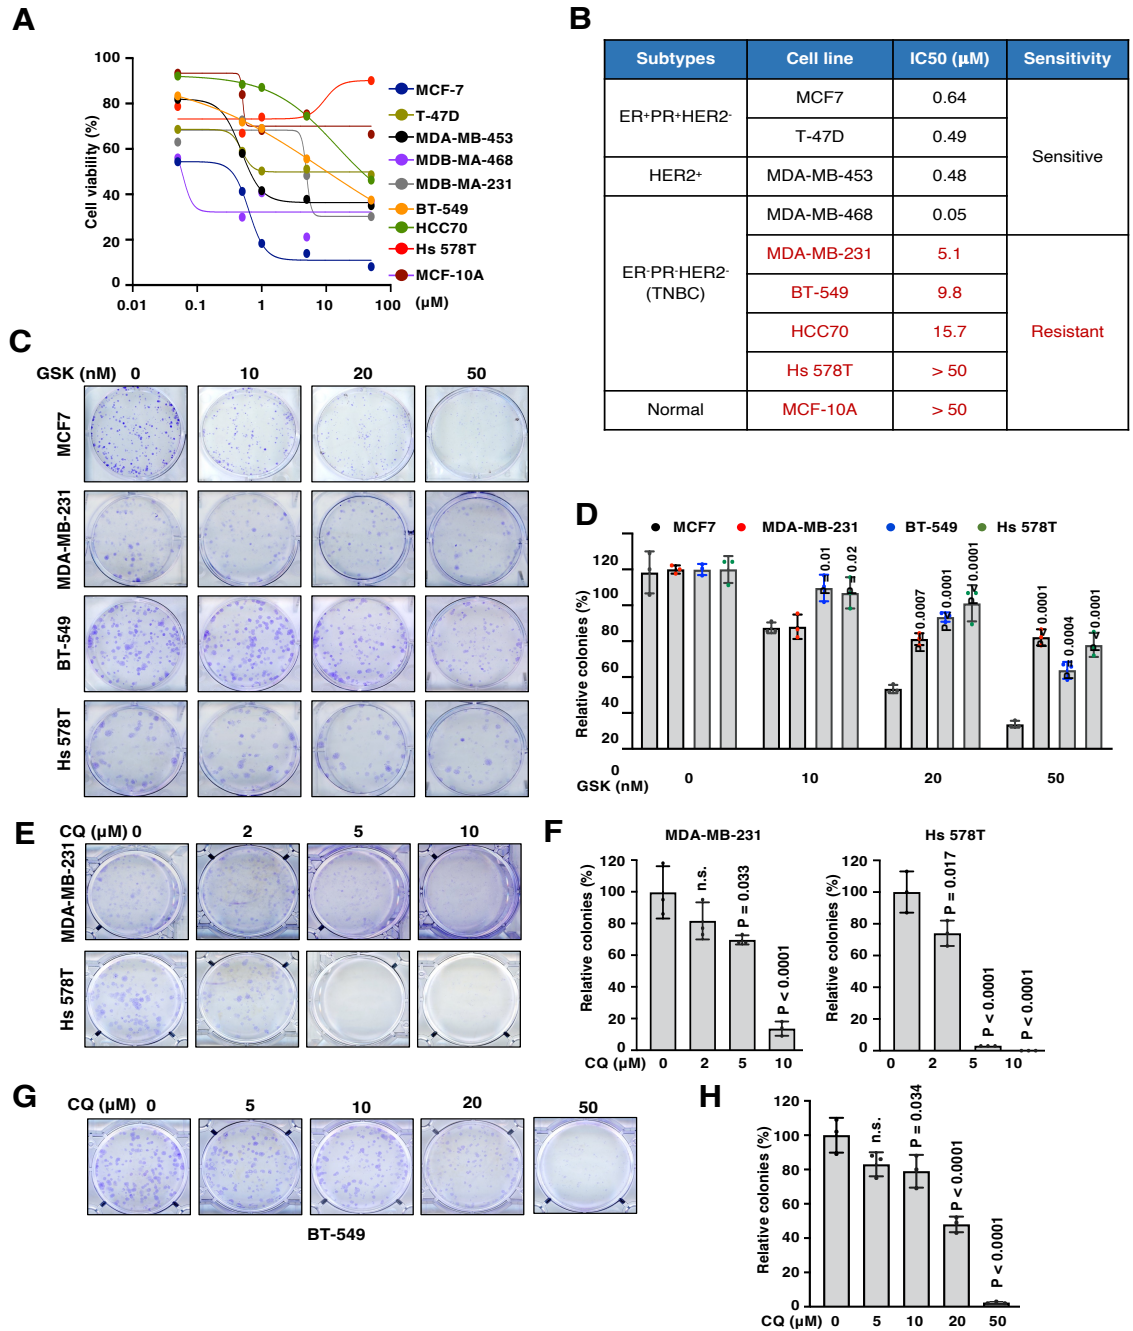 A
Cell viability (%)
100
80
60
40
20
0
0.01
0.1
1
10
100
(µM)
MCF-7
T-47D
MDA-MB-453
MDB-MA-468
MDB-MA-231
BT-549
HCC70
Hs 578T
MCF-10A
B
Subtypes
Cell line
IC50 (µM)
Sensitivity
ER+PR+HER2-
MCF7
0.64
Sensitive
T-47D
0.49
HER2+
MDA-MB-453
0.48
ER-PR-HER2-
(TNBC)
MDA-MB-468
0.05
MDA-MB-231
5.1
Resistant
BT-549
9.8
HCC70
15.7
Hs 578T
> 50
Normal
MCF-10A
> 50
C
GSK (nM) 0 10 20 50
MCF7
MDA-MB-231
BT-549
Hs 578T
D
MCF7
MDA-MB-231
BT-549
Hs 578T
Relative colonies (%)
120
100
80
60
40
20
0
P = 0.01
P = 0.02
P = 0.0007
P = 0.0001
P < 0.0001
P < 0.0001
P = 0.0004
P < 0.0001
0 10 20 50
GSK (nM)
E
CQ (µM) 0 2 5 10
MDA-MB-231
Hs 578T
F
MDA-MB-231
Relative colonies (%)
120
100
80
60
40
20
0
n.s.
P = 0.033
P < 0.0001
CQ (µM) 0 2 5 10
Hs 578T
Relative colonies (%)
120
100
80
60
40
20
0
P = 0.017
P < 0.0001
P < 0.0001
0 2 5 10
G
CQ (µM) 0 5 10 20 50
BT-549
H
Relative colonies (%)
120
100
80
60
40
20
0
n.s.
P = 0.034
P < 0.0001
P < 0.0001
CQ (µM) 0 5 10 20 50